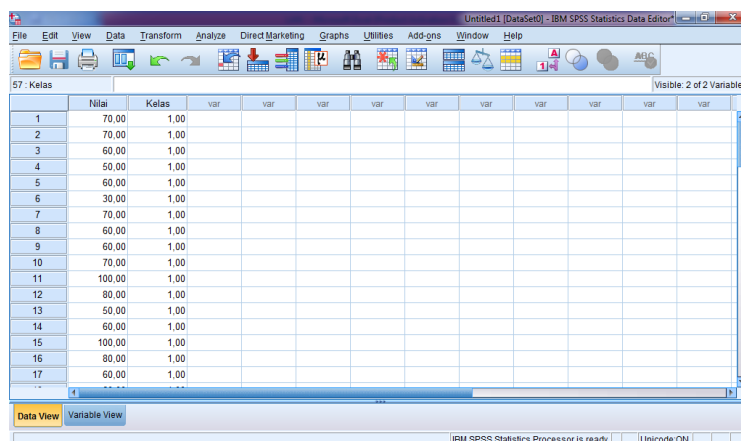 Untitled1 [DataSet0] - IBM SPSS Statistics Data Editor
File Edit View Data Transform Analyze Direct Marketing Graphs Utilities Add-ons Window Help
57 : Kelas
Visible: 2 of 2 Variable
Nilai Kelas var var var var var var var var var var
1 70,00 1,00
2 70,00 1,00
3 60,00 1,00
4 50,00 1,00
5 60,00 1,00
6 30,00 1,00
7 70,00 1,00
8 60,00 1,00
9 60,00 1,00
10 70,00 1,00
11 100,00 1,00
12 80,00 1,00
13 50,00 1,00
14 60,00 1,00
15 100,00 1,00
16 80,00 1,00
17 60,00 1,00
Data View Variable View
IBM SPSS Statistics Processor is ready Unicode:ON